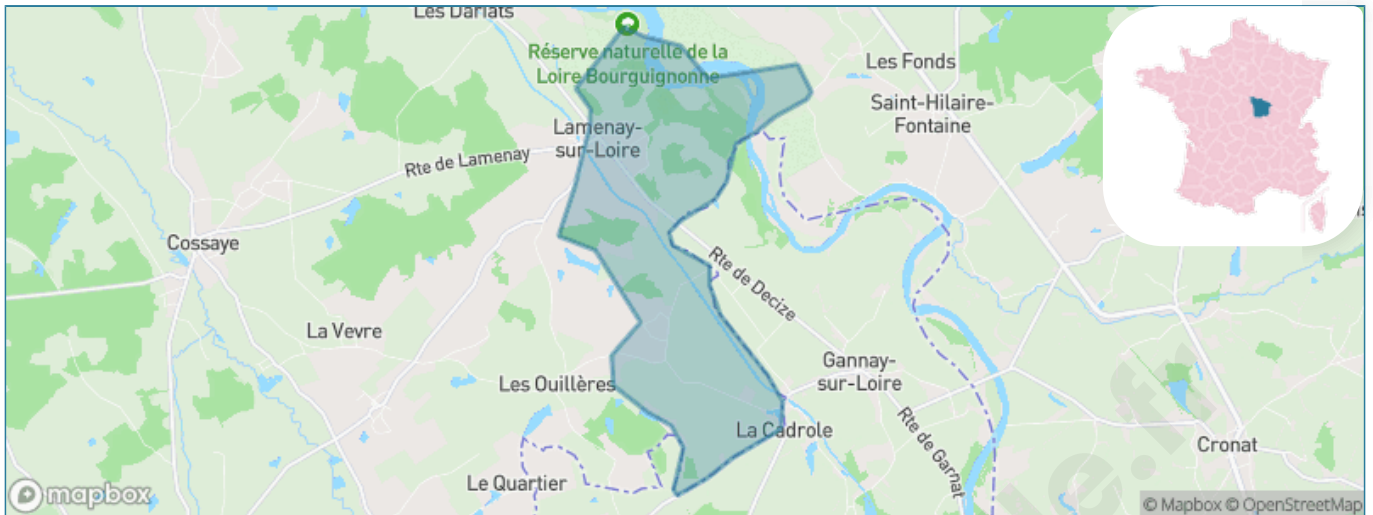 Les Darlats
Réserve naturelle de la
Loire Bourguignonne
Les Fonds
Saint-Hilaire-
Fontaine
Lamenay-
sur-Loire
Rte de Lamenay
Cossaye
Rte de Decize
La Vevre
Gannay-
sur-Loire
Les Ouillères
La Cadrole
Rte de Garnat
Cronat
Le Quartier
mapbox
© Mapbox © OpenStreetMap